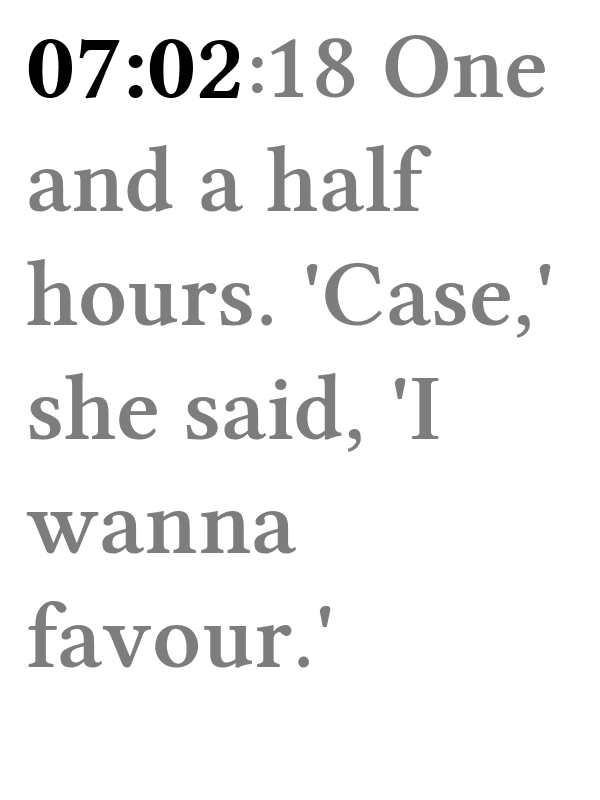 07:02:18 One
and a half
hours. 'Case,'
she said, 'I
wanna
favour.'